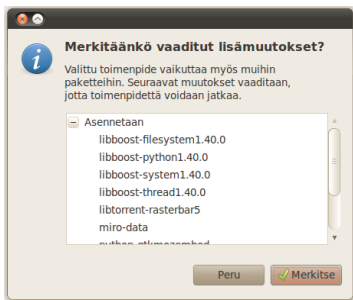 Merkitäänkö vaaditut lisämuutokset?
Valittu toimenpide vaikuttaa myös muihin
paketteihin. Seuraavat muutokset vaaditaan,
jotta toimenpidettä voidaan jatkaa.
Asennetaan
libboost-filesystem1.40.0
libboost-python1.40.0
libboost-system1.40.0
libboost-thread1.40.0
libtorrent-rasterbar5
miro-data
python-gtkmozembed
Peru
Merkitse